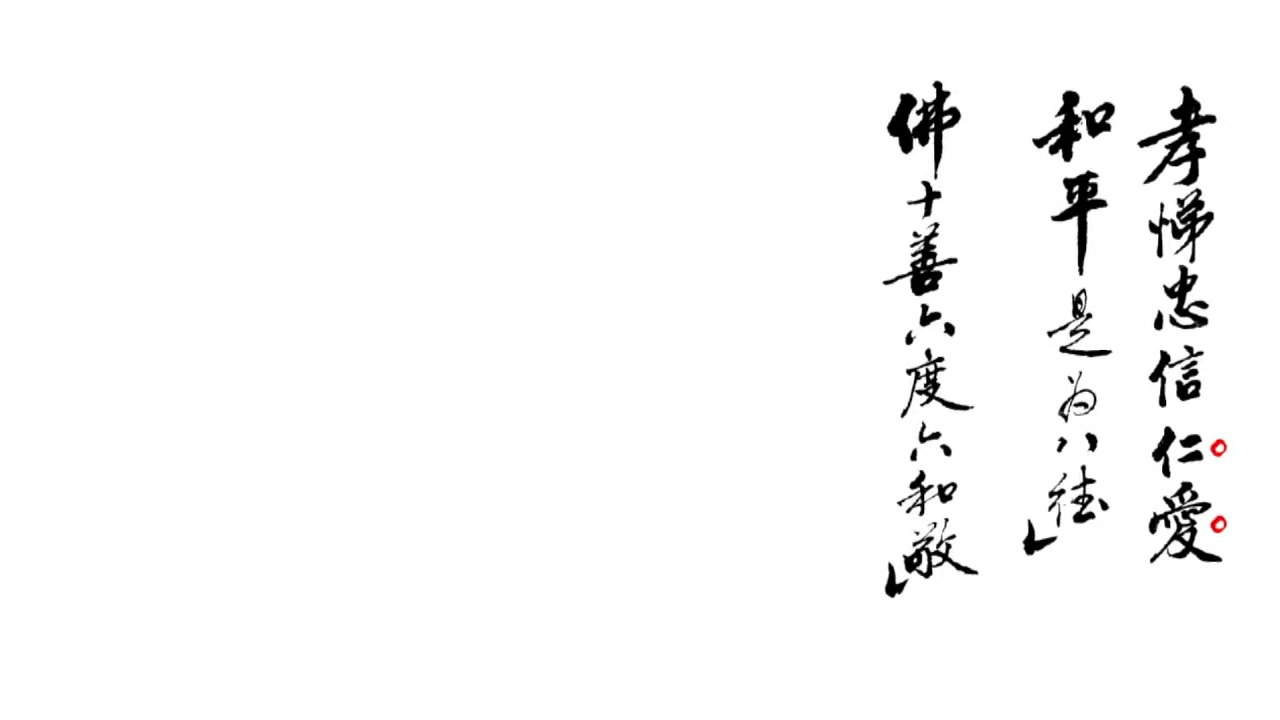 孝悌忠信仁愛
和平是為八德
佛十善六度六和敬